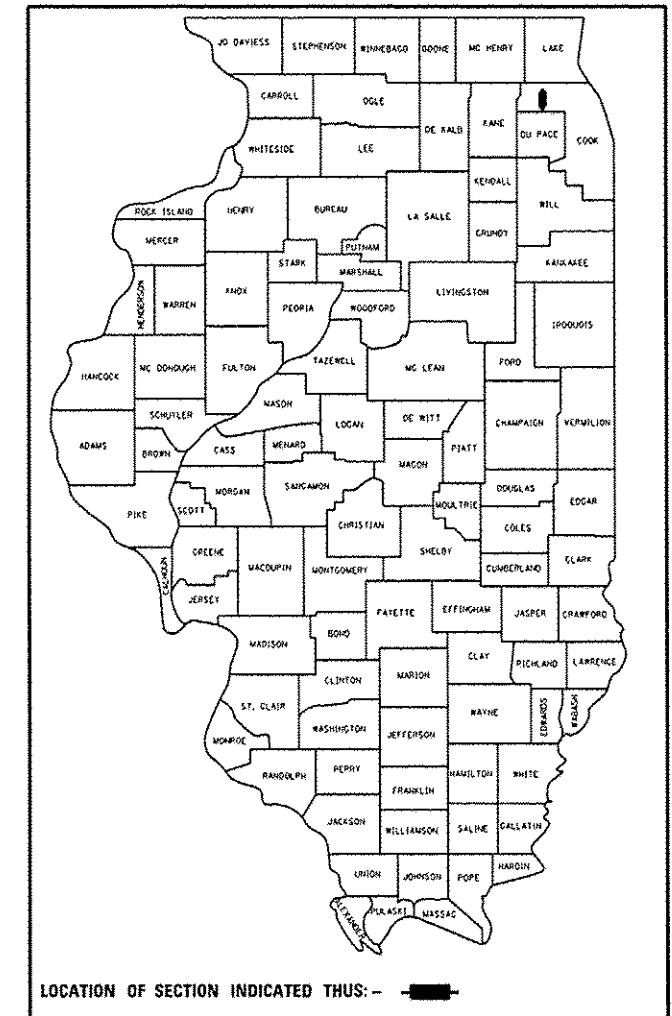 JO DAVIESS STEPHENSON WINNEBAGO BOONE MC HENRY LAKE
CARROLL OGLE DE KALB KANE DU PAGE COOK
WHITESIDE LEE
KENDALL WILL
ROCK ISLAND HENRY BUREAU LA SALLE GRUNDY
MERCER PUTNAM KANKAKEE
STARK MARSHALL
HENDERSON WARREN KNOX PEORIA WOODFORD LIVINGSTON IROQUOIS
HANCOCK MC DONOUGH FULTON TAZEWELL MC LEAN FORD
MASON
SCHUYLER LOGAN DE WITT CHAMPAIGN VERMILION
ADAMS BROWN CASS MENARD PIATT
MACON
PIKE SCOTT MORGAN SANGAMON MOULTRIE DOUGLAS EDGAR
CHRISTIAN COLES
GREENE MACOUPIN MONTGOMERY SHELBY CUMBERLAND CLARK
CALHOUN JERSEY
FAYETTE EFFINGHAM JASPER CRAWFORD
MADISON BOND
CLAY RICHLAND LAWRENCE
CLINTON MARION
ST. CLAIR WAYNE EDWARDS WABASH
WASHINGTON JEFFERSON
MONROE
RANDOLPH PERRY HAMILTON WHITE
FRANKLIN
JACKSON WILLIAMSON SALINE GALLATIN
UNION JOHNSON POPE HARDIN
ALEXANDER PULASKI MASSAC
LOCATION OF SECTION INDICATED THUS: -